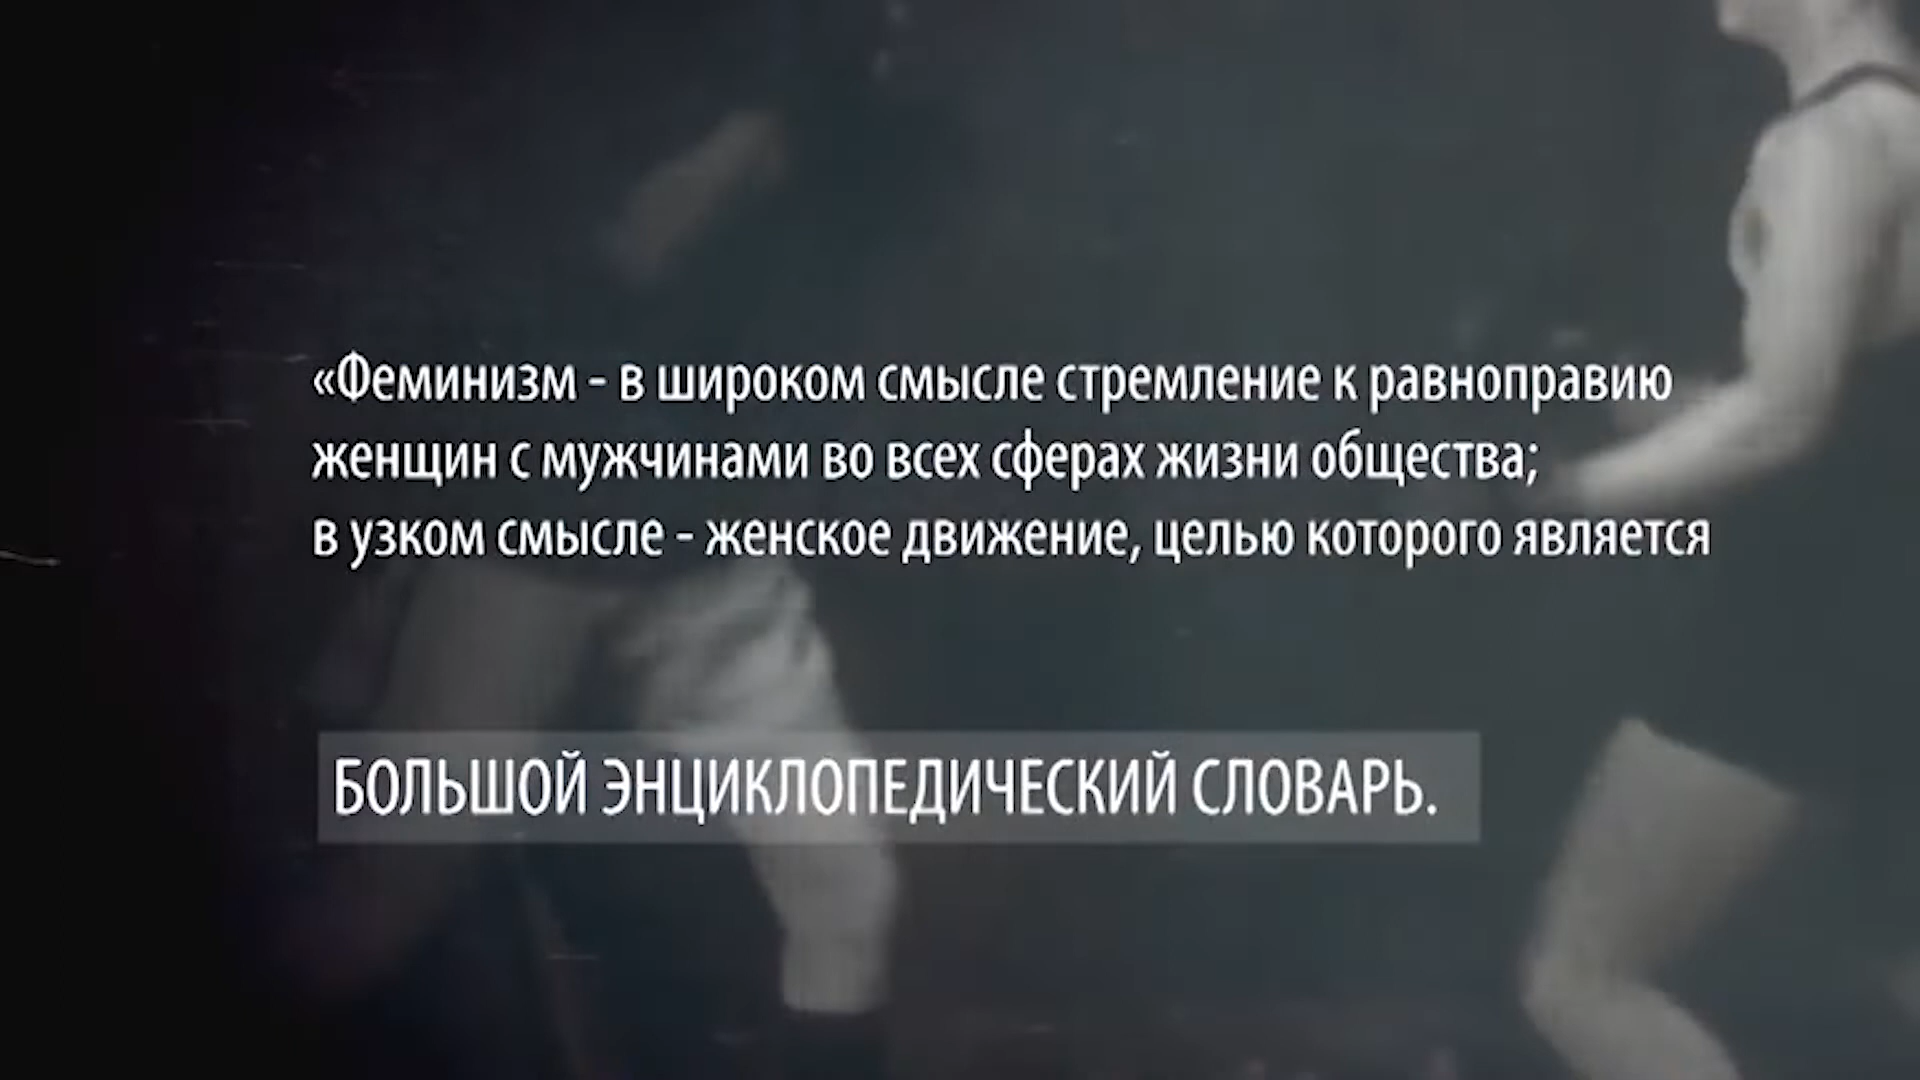 «Феминизм - в широком смысле стремление к равноправию
женщин с мужчинами во всех сферах жизни общества;
в узком смысле - женское движение, целью которого является
БОЛЬШОЙ ЭНЦИКЛОПЕДИЧЕСКИЙ СЛОВАРЬ.